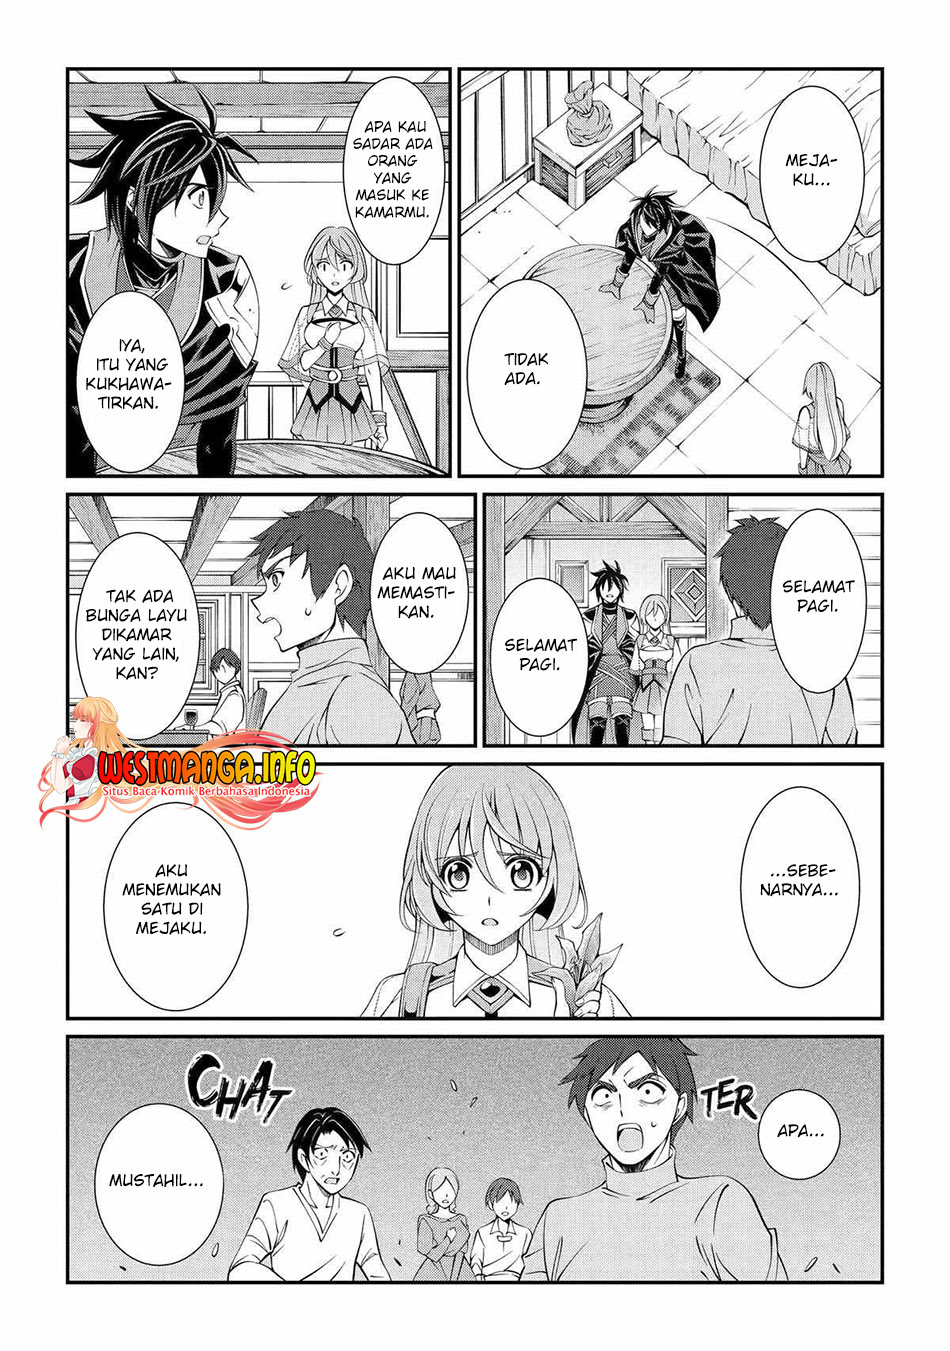 MEJA-
KU...
TIDAK
ADA.
APA KAU
SADAR ADA
ORANG
YANG
MASUK KE
KAMARMU.
IYA,
ITU YANG
KUKHAWA-
TIRKAN.
SELAMAT
PAGI.
SELAMAT
PAGI.
AKU MAU
MEMASTI-
KAN.
TAK ADA
BUNGA LAYU
DIKAMAR
YANG LAIN,
KAN?
WESTMANGA.INFO
Situs Baca Komik Berbahasa Indonesia
...SEBE-
NARNYA...
AKU
MENEMUKAN
SATU DI
MEJAKU.
CHAT
TER
APA...
MUSTAHIL...